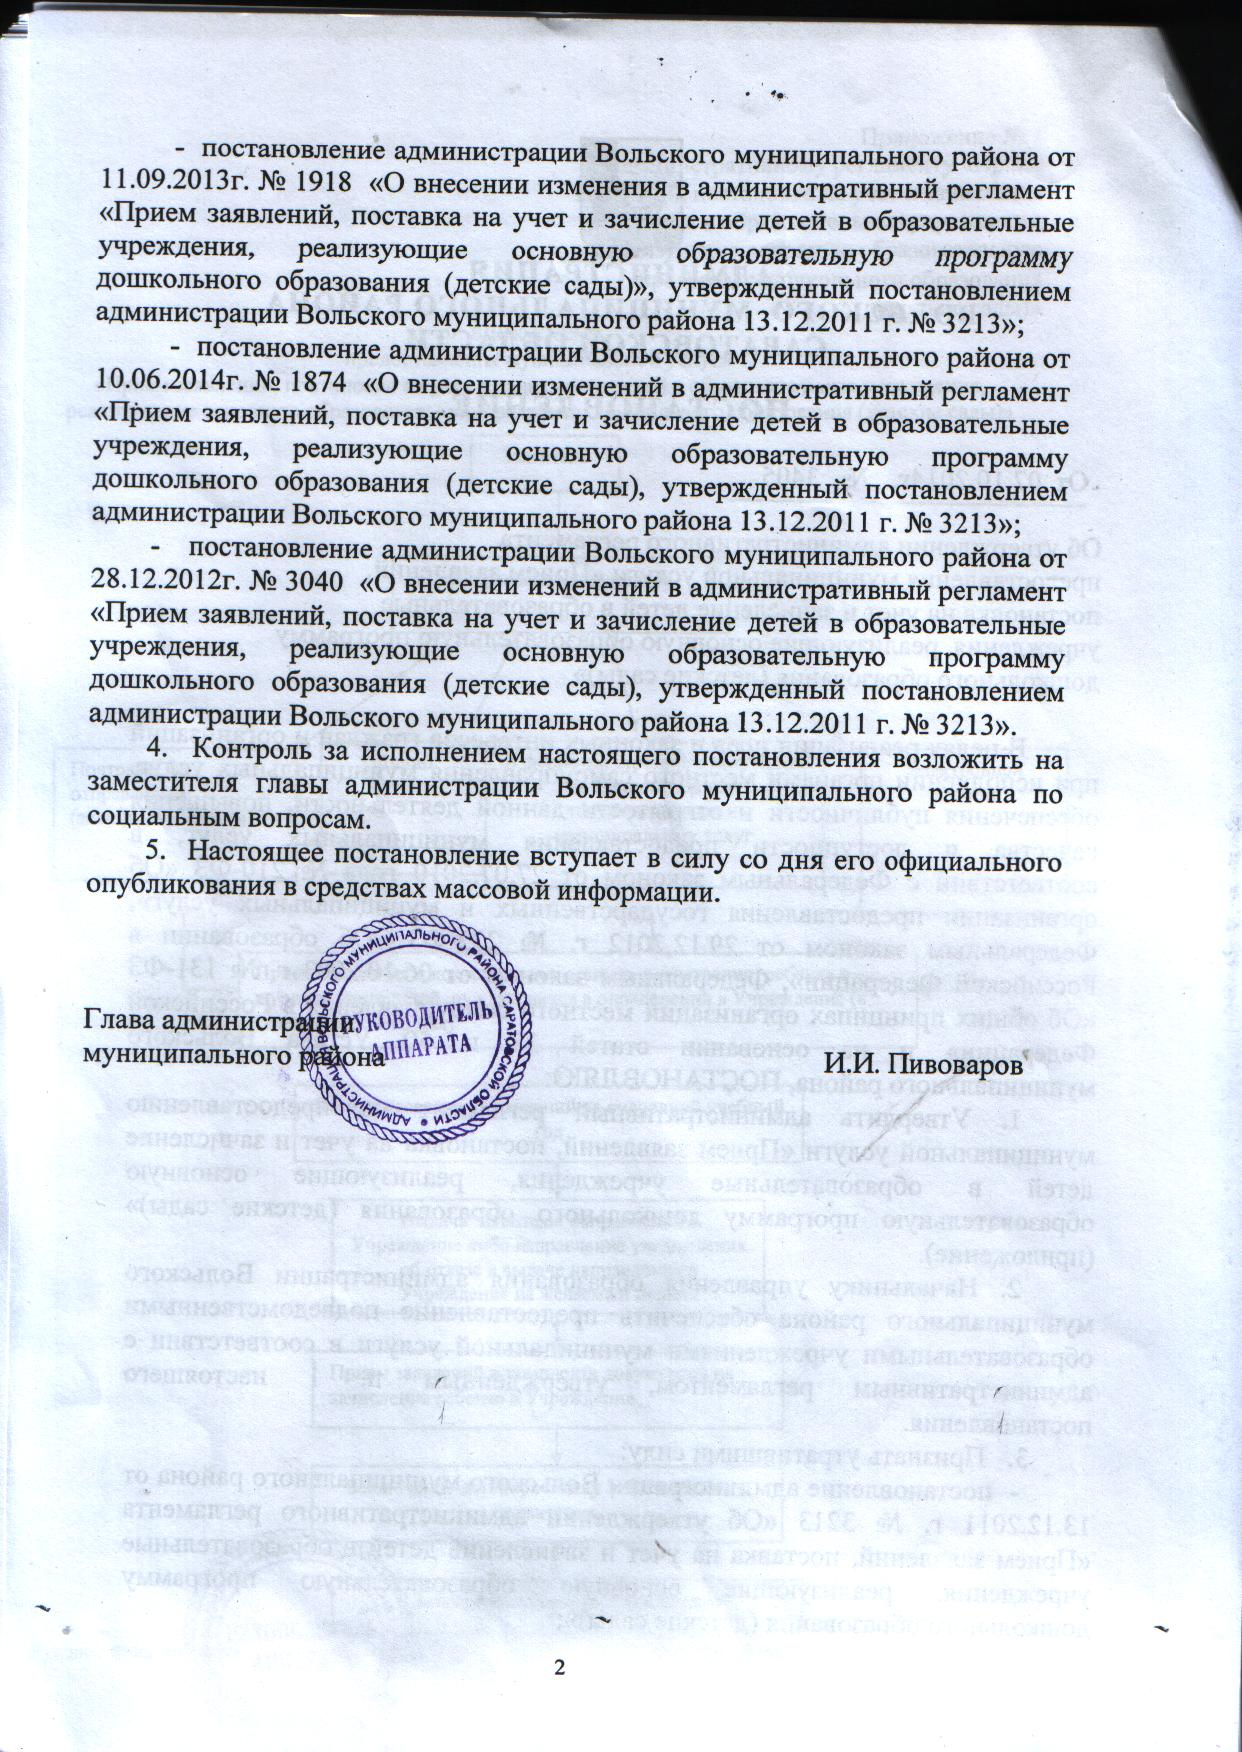 - постановление администрации Вольского муниципального района от
11.09.2013г. № 1918 «О внесении изменения в административный регламент
«Прием заявлений, поставка на учет и зачисление детей в образовательные
учреждения, реализующие основную образовательную программу
дошкольного образования (детские сады)», утвержденный постановлением
администрации Вольского муниципального района 13.12.2011 г. № 3213»;
- постановление администрации Вольского муниципального района от
10.06.2014г. № 1874 «О внесении изменений в административный регламент
«Прием заявлений, поставка на учет и зачисление детей в образовательные
учреждения, реализующие основную образовательную программу
дошкольного образования (детские сады), утвержденный постановлением
администрации Вольского муниципального района 13.12.2011 г. № 3213»;
- постановление администрации Вольского муниципального района от
28.12.2012г. № 3040 «О внесении изменений в административный регламент
«Прием заявлений, поставка на учет и зачисление детей в образовательные
учреждения, реализующие основную образовательную программу
дошкольного образования (детские сады), утвержденный постановлением
администрации Вольского муниципального района 13.12.2011 г. № 3213».
4. Контроль за исполнением настоящего постановления возложить на
заместителя главы администрации Вольского муниципального района по
социальным вопросам.
5. Настоящее постановление вступает в силу со дня его официального
опубликования в средствах массовой информации.
АДМИНИСТРАЦИЯ ВОЛЬСКОГО МУНИЦИПАЛЬНОГО РАЙОНА САРАТОВСКОЙ ОБЛАСТИ
РУКОВОДИТЕЛЬ
АППАРАТА
Глава администрации
муниципального района И.И. Пивоваров
2